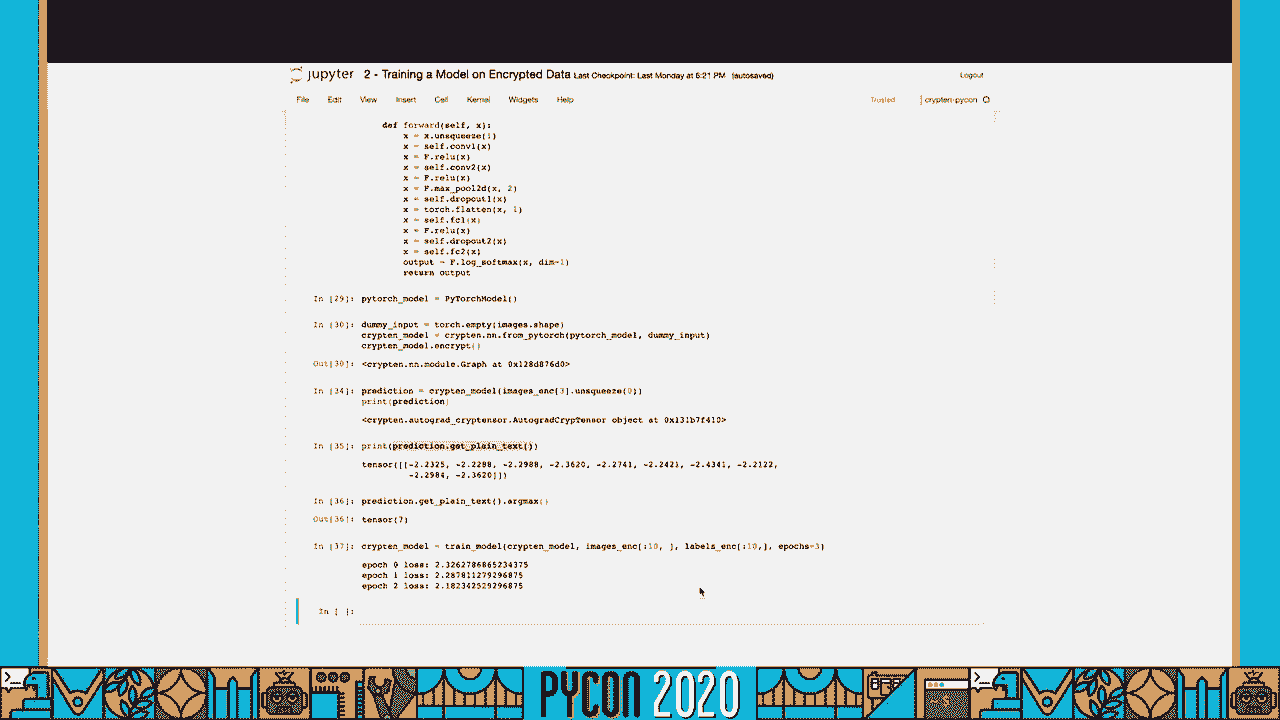 jupyter 2 - Training a Model on Encrypted Data Last Checkpoint: Last Monday at 5:21 PM (autosaved) Logout
File Edit View Insert Cell Kernel Widgets Help Trusted crypten-pycon
def forward(self, x):
x = x.unsqueeze(1)
x = self.conv1(x)
x = F.relu(x)
x = self.conv2(x)
x = F.relu(x)
x = F.max_pool2d(x, 2)
x = self.dropout1(x)
x = torch.flatten(x, 1)
x = self.fc1(x)
x = F.relu(x)
x = self.dropout2(x)
x = self.fc2(x)
output = F.log_softmax(x, dim=1)
return output
In [29]: pytorch_model = PyTorchModel()
In [30]: dummy_input = torch.empty(images.shape)
crypten_model = crypten.nn.from_pytorch(pytorch_model, dummy_input)
crypten_model.encrypt()
Out[30]: <crypten.nn.module.Graph at 0x128d876d0>
In [34]: prediction = crypten_model(images_enc[3].unsqueeze(0))
print(prediction)
<crypten.autograd_cryptensor.AutogradCrypTensor object at 0x131b7f410>
In [35]: print(prediction.get_plain_text())
tensor([[-2.2325, -2.2288, -2.2988, -2.3620, -2.2741, -2.2421, -2.4341, -2.2122,
-2.2984, -2.3620]])
In [36]: prediction.get_plain_text().argmax()
Out[36]: tensor(7)
In [37]: crypten_model = train_model(crypten_model, images_enc[:10, ], labels_enc[:10,], epochs=3)
epoch 0 loss: 2.3262786865234375
epoch 1 loss: 2.287811279296875
epoch 2 loss: 2.182342529296875
In [ ]:
PYCON 2020